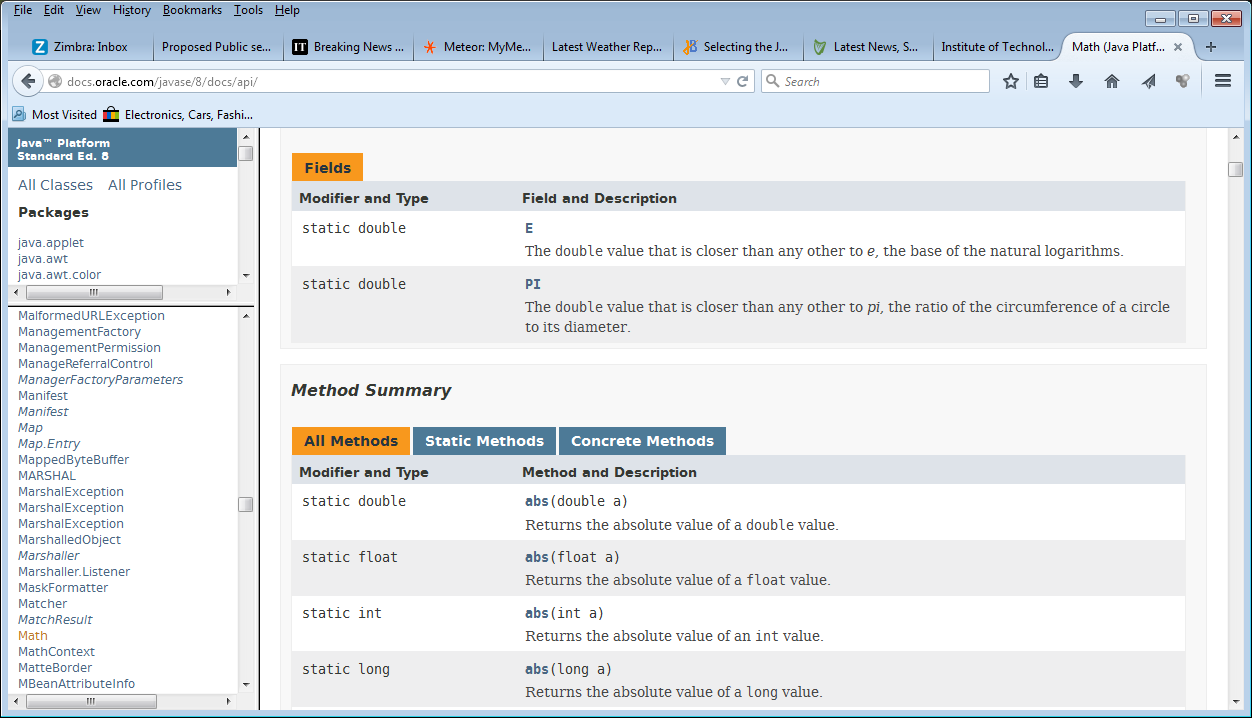 File Edit View History Bookmarks Tools Help
Zimbra: Inbox
Proposed Public se...
IT Breaking News ...
Meteor: MyMe...
Latest Weather Rep...
Selecting the J...
Latest News, S...
Institute of Technol...
Math (Java Platf...
docs.oracle.com/javase/8/docs/api/
Search
Most Visited Electronics, Cars, Fashi...
Java™ Platform
Standard Ed. 8
All Classes All Profiles
Packages
java.applet
java.awt
java.awt.color
MalformedURLException
ManagementFactory
ManagementPermission
ManageReferralControl
ManagerFactoryParameters
Manifest
Manifest
Map
Map.Entry
MappedByteBuffer
MARSHAL
MarshalException
MarshalException
MarshalException
MarshalledObject
Marshaller
Marshaller.Listener
MaskFormatter
Matcher
MatchResult
Math
MathContext
MatteBorder
MBeanAttributeInfo
Fields
Modifier and Type Field and Description
static double E
The double value that is closer than any other to e, the base of the natural logarithms.
static double PI
The double value that is closer than any other to pi, the ratio of the circumference of a circle
to its diameter.
Method Summary
All Methods Static Methods Concrete Methods
Modifier and Type Method and Description
static double abs(double a)
Returns the absolute value of a double value.
static float abs(float a)
Returns the absolute value of a float value.
static int abs(int a)
Returns the absolute value of an int value.
static long abs(long a)
Returns the absolute value of a long value.